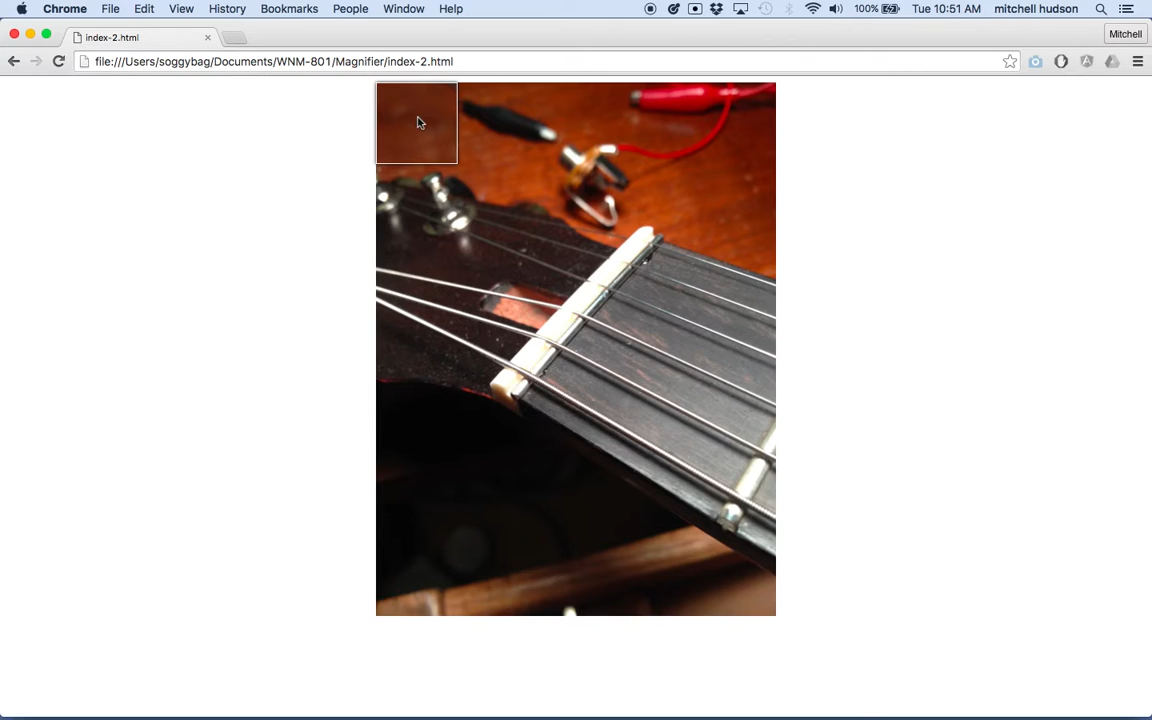 Chrome File Edit View History Bookmarks People Window Help 100% Tue 10:51 AM mitchell hudson
index-2.html Mitchell
file:///Users/soggybag/Documents/WNM-801/Magnifier/index-2.html